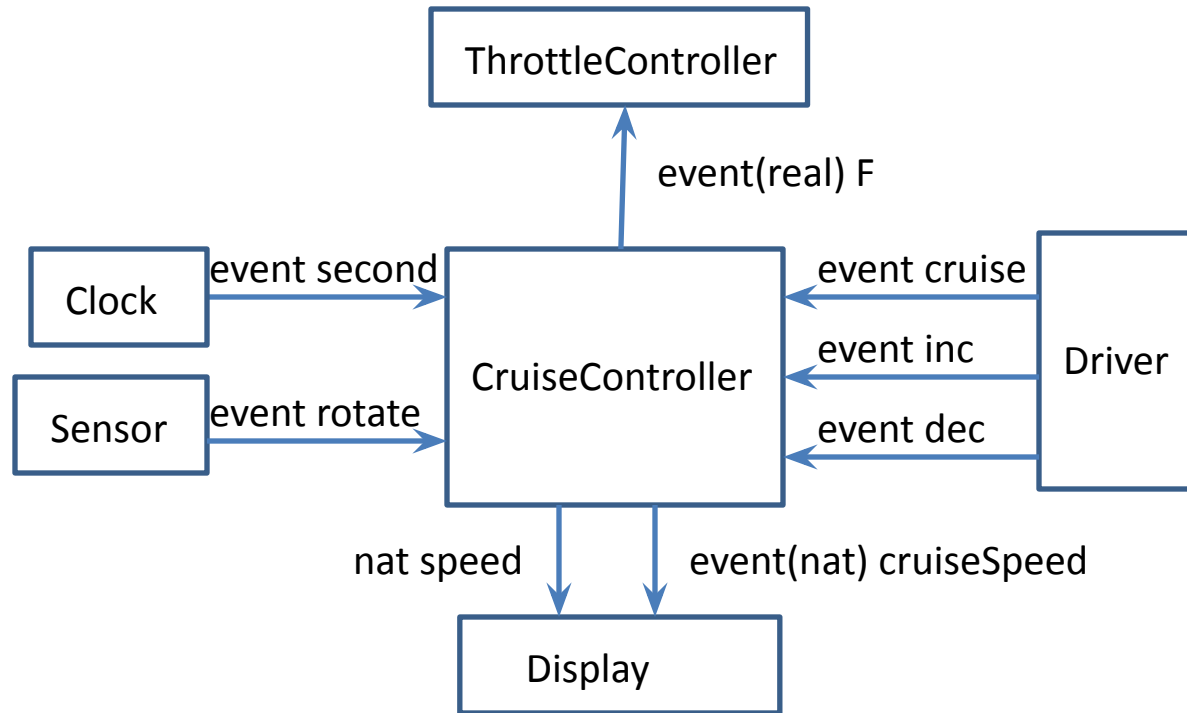 ThrottleController
event(real) F
Clock
event second
Sensor
event rotate
CruiseController
event cruise
event inc
event dec
Driver
nat speed
event(nat) cruiseSpeed
Display